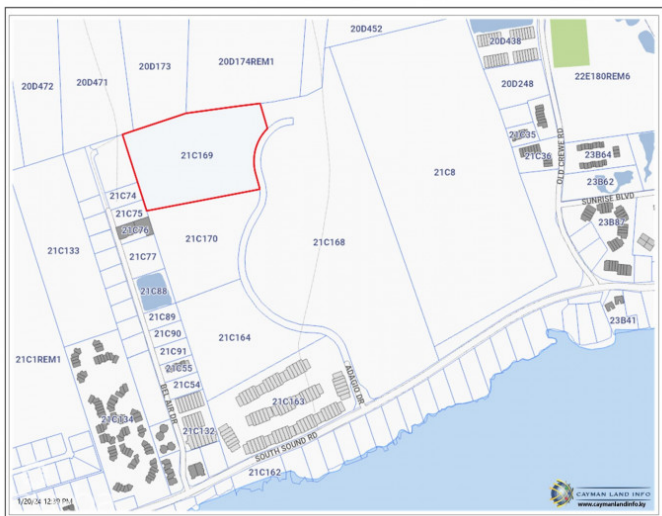 20D452
20D438
20D173
20D174REM1
20D471
20D472
20D248
22E180REM6
21C35
21C36
OLD CREWE RD
23B64
21C169
21C8
23B62
SUNRISE BLVD
21C74
21C75
21C76
23B87
21C133
21C170
21C168
21C77
21C88
21C89
23B41
21C90
21C164
21C91
21C1REM1
21C55
21C54
BEL AIR DR
ADAGIO DR
21C163
21C134
21C132
SOUTH SOUND RD
21C162
CAYMAN LAND INFO
www.caymanlandinfo.ky